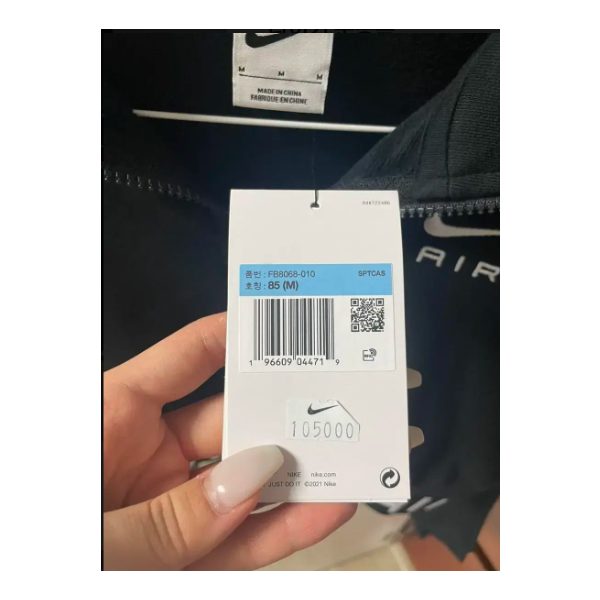 M M M
MADE IN CHINA
FABRIQUE EN CHINE
AIR
품번 : FB8068-010 SPTCAS
호칭 : 85 (M)
1 96609 04471 9
105000
NIKE nike.com
JUST DO IT ©2021 Nike